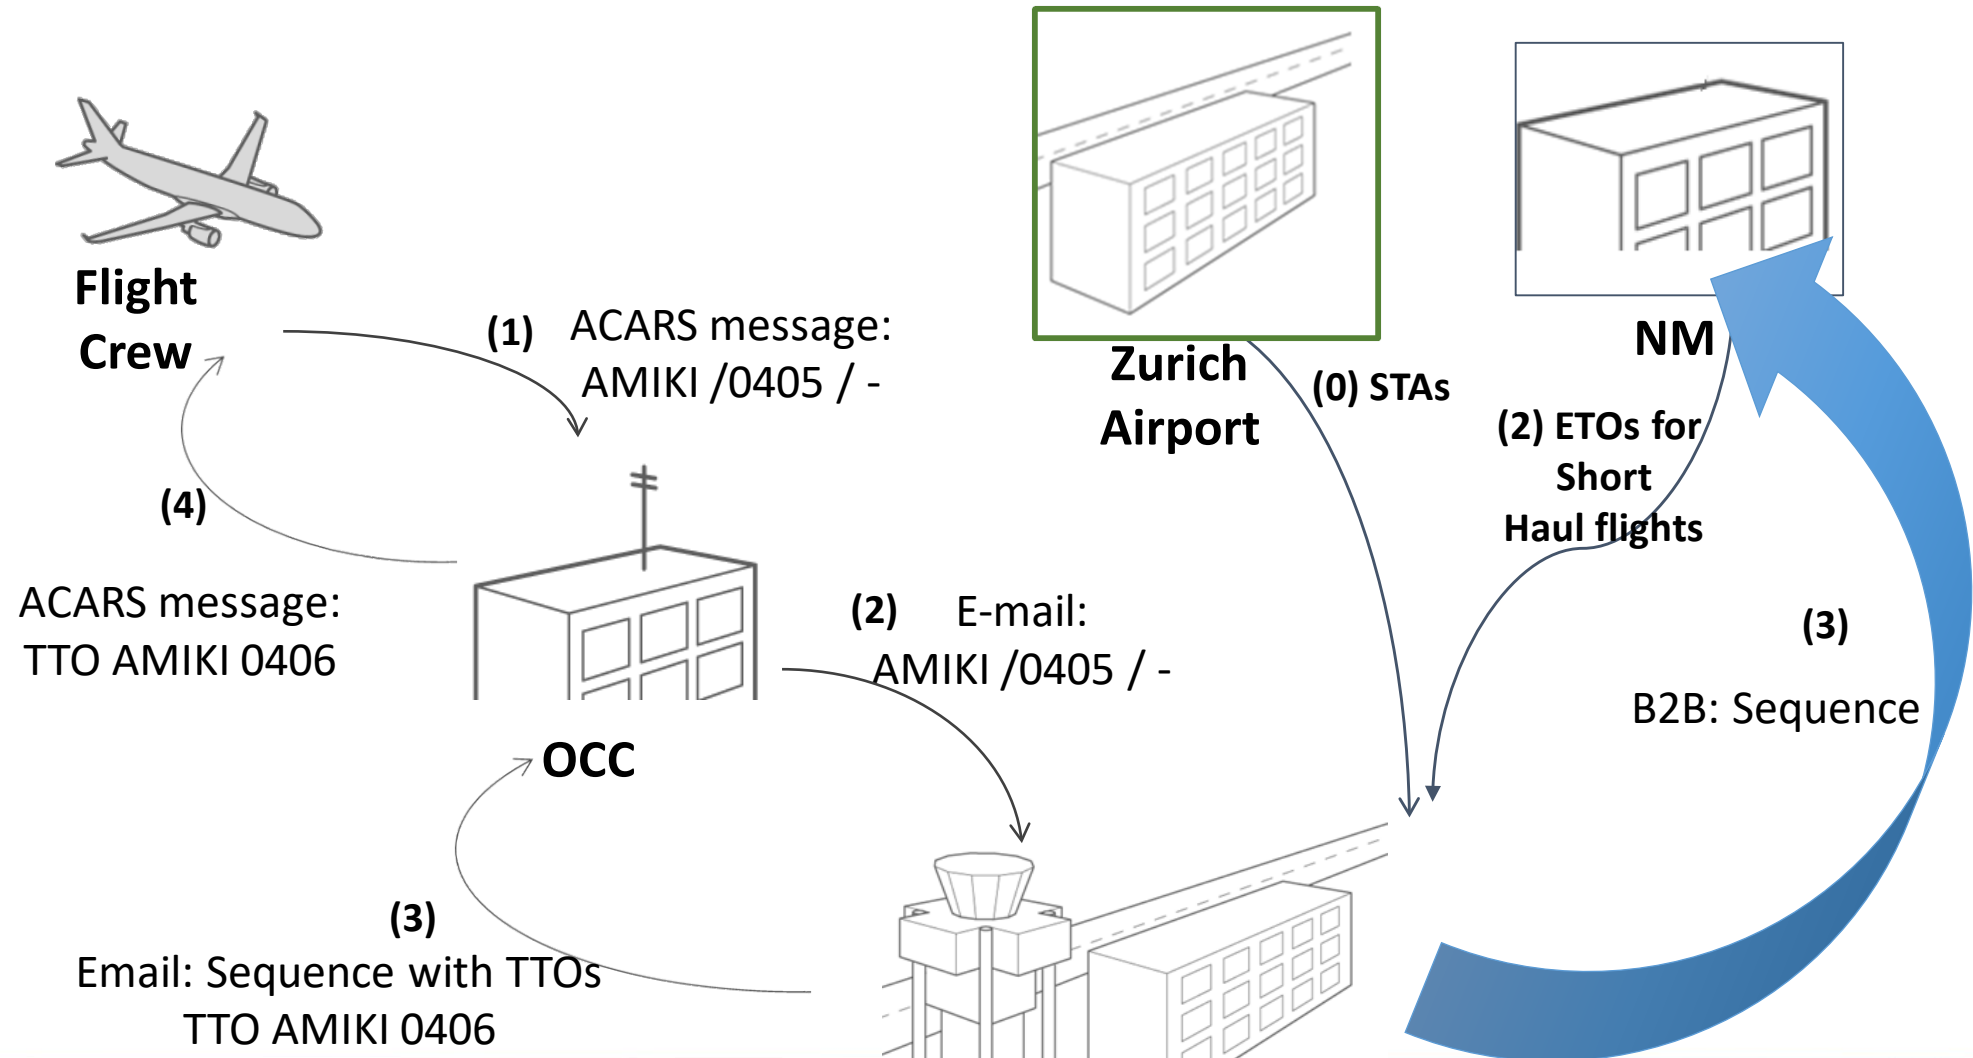 Flight
Crew
(1) ACARS message:
AMIKI /0405 / -
Zurich
Airport
(0) STAs
NM
(2) ETOs for
Short
Haul flights
(4)
ACARS message:
TTO AMIKI 0406
(2) E-mail:
AMIKI /0405 / -
(3)
B2B: Sequence
OCC
(3)
Email: Sequence with TTOs
TTO AMIKI 0406